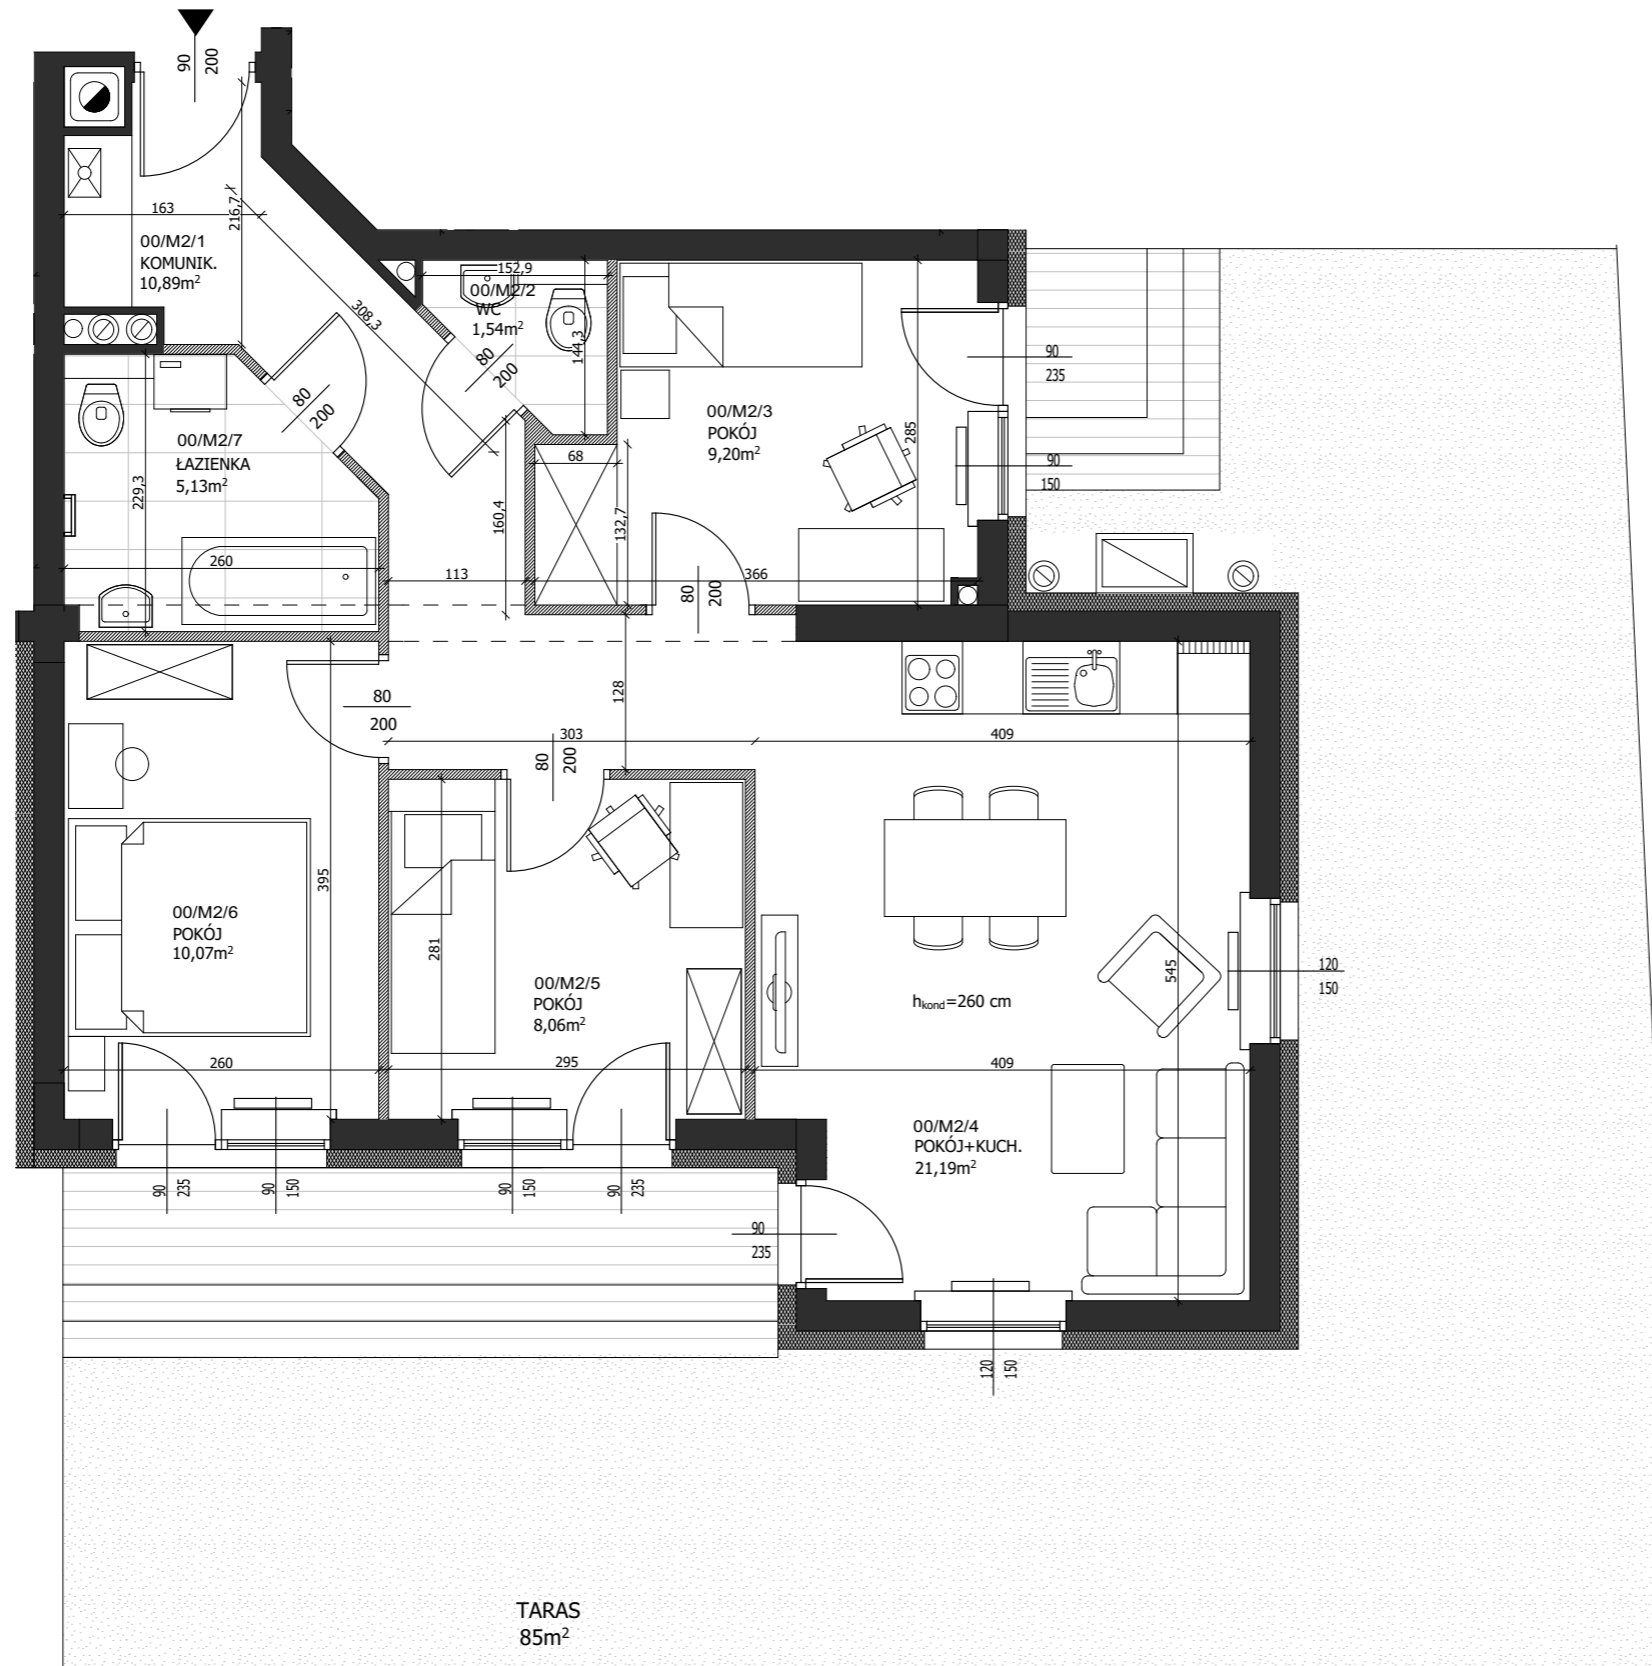 90
200
163
216,7
00/M2/1
KOMUNIK.
10,89m²
308,3
152,9
00/M2/2
WC
1,54m²
144,3
80
200
80
200
00/M2/3
POKÓJ
9,20m²
285
90
235
90
150
00/M2/7
ŁAZIENKA
5,13m²
229,3
260
68
132,7
160,4
113
366
80
200
80
200
128
303
409
80
200
395
00/M2/6
POKÓJ
10,07m²
281
00/M2/5
POKÓJ
8,06m²
hkond=260 cm
545
120
150
260
295
409
00/M2/4
POKÓJ+KUCH.
21,19m²
90
235
90
150
90
150
90
235
90
235
120
150
TARAS
85m²